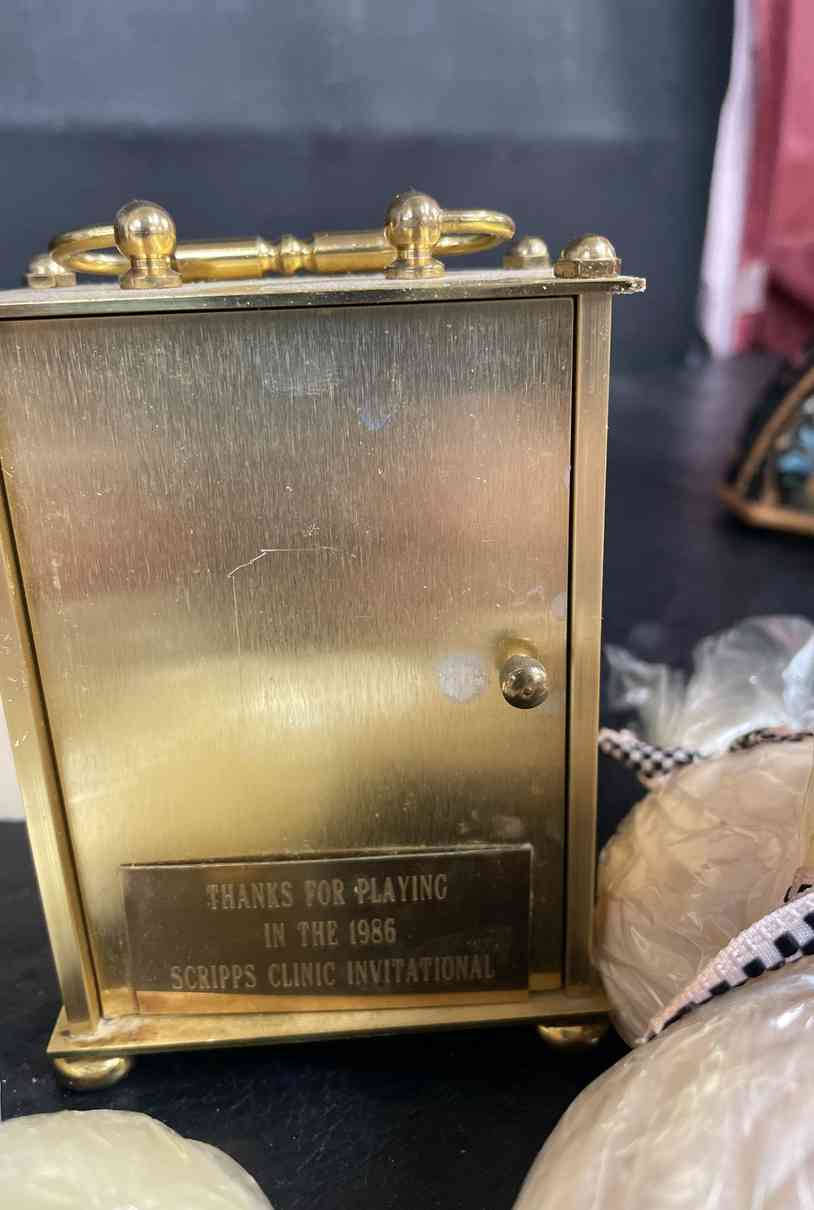 THANKS FOR PLAYING
IN THE 1986
SCRIPPS CLINIC INVITATIONAL